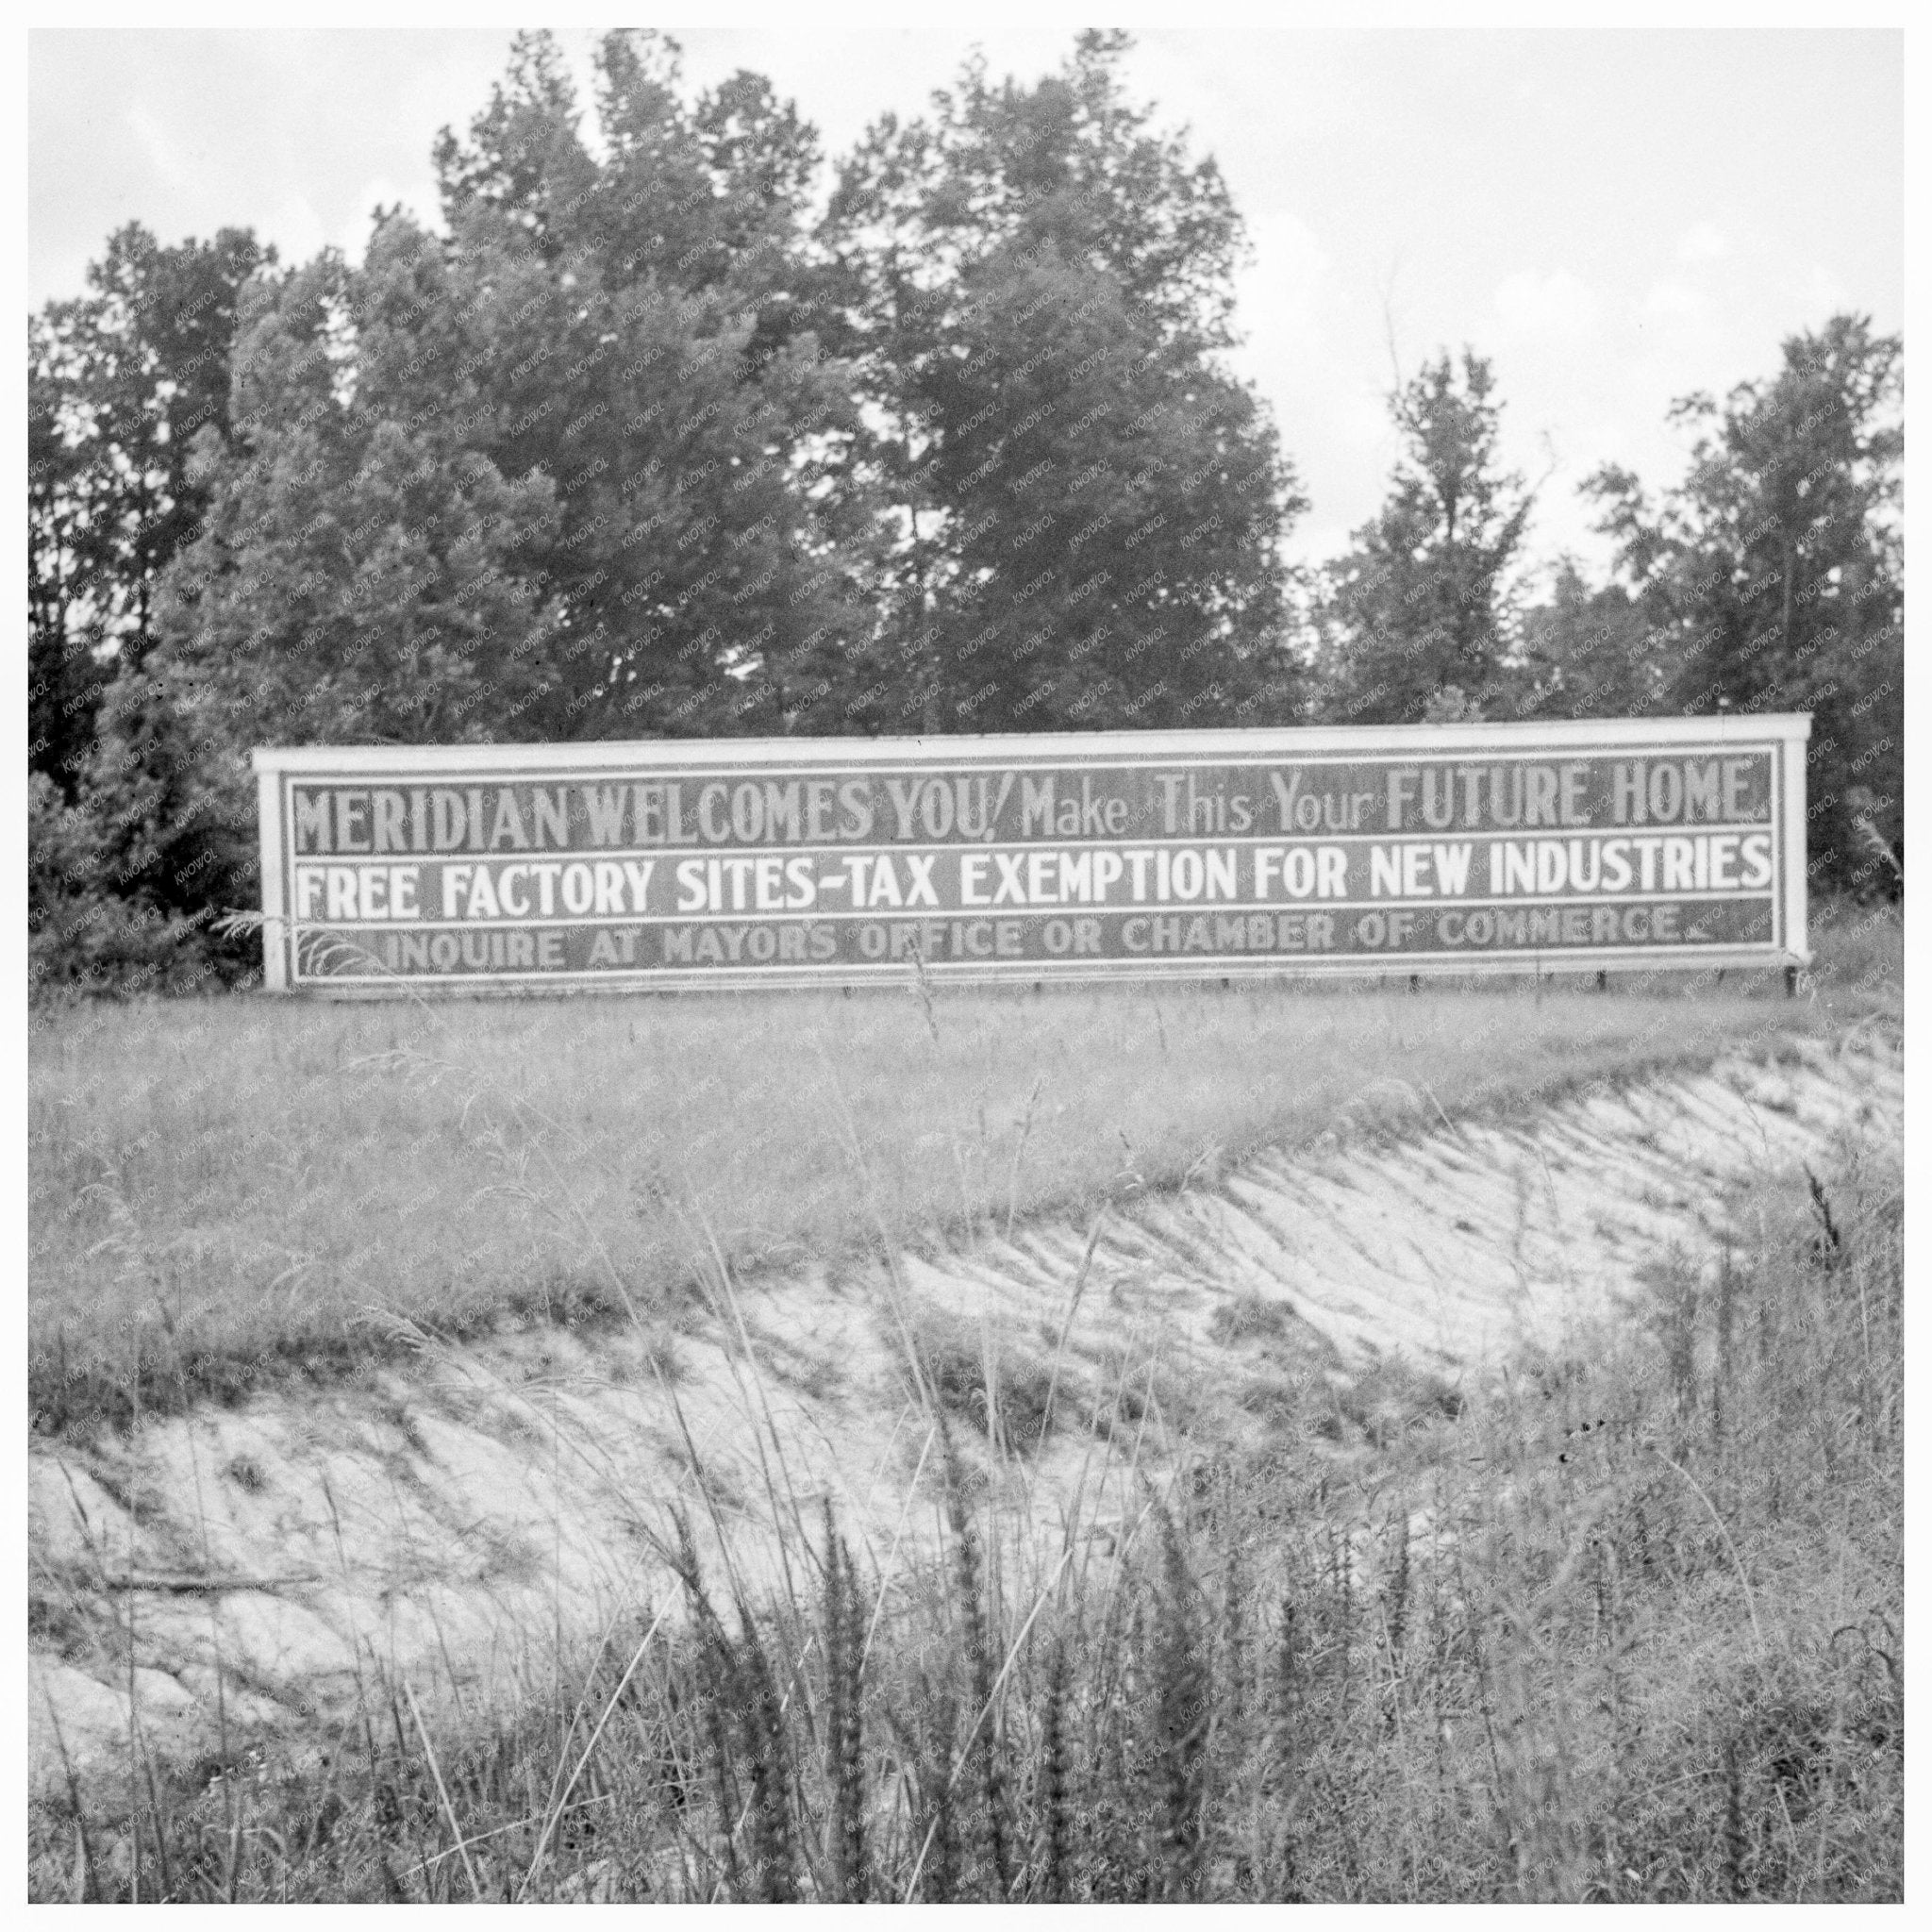 MERIDIAN WELCOMES YOU! Make This Your FUTURE HOME.
FREE FACTORY SITES-TAX EXEMPTION FOR NEW INDUSTRIES
INQUIRE AT MAYORS OFFICE OR CHAMBER OF COMMERCE.
KNOWOL